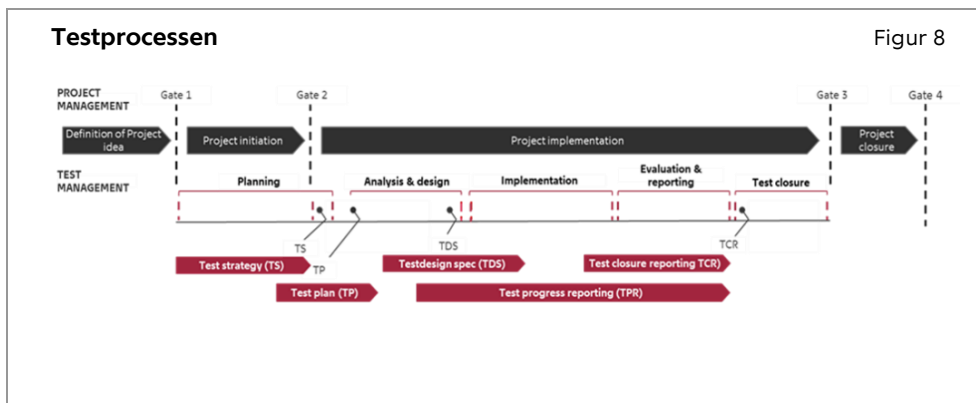 Testprocessen
Figur 8
PROJECT
MANAGEMENT
Gate 1
Gate 2
Gate 3
Gate 4
Definition of Project
idea
Project initiation
Project implementation
Project
closure
TEST
MANAGEMENT
Planning
Analysis & design
Implementation
Evaluation &
reporting
Test closure
TS
TP
TDS
TCR
Test strategy (TS)
Testdesign spec (TDS)
Test closure reporting TCR)
Test plan (TP)
Test progress reporting (TPR)